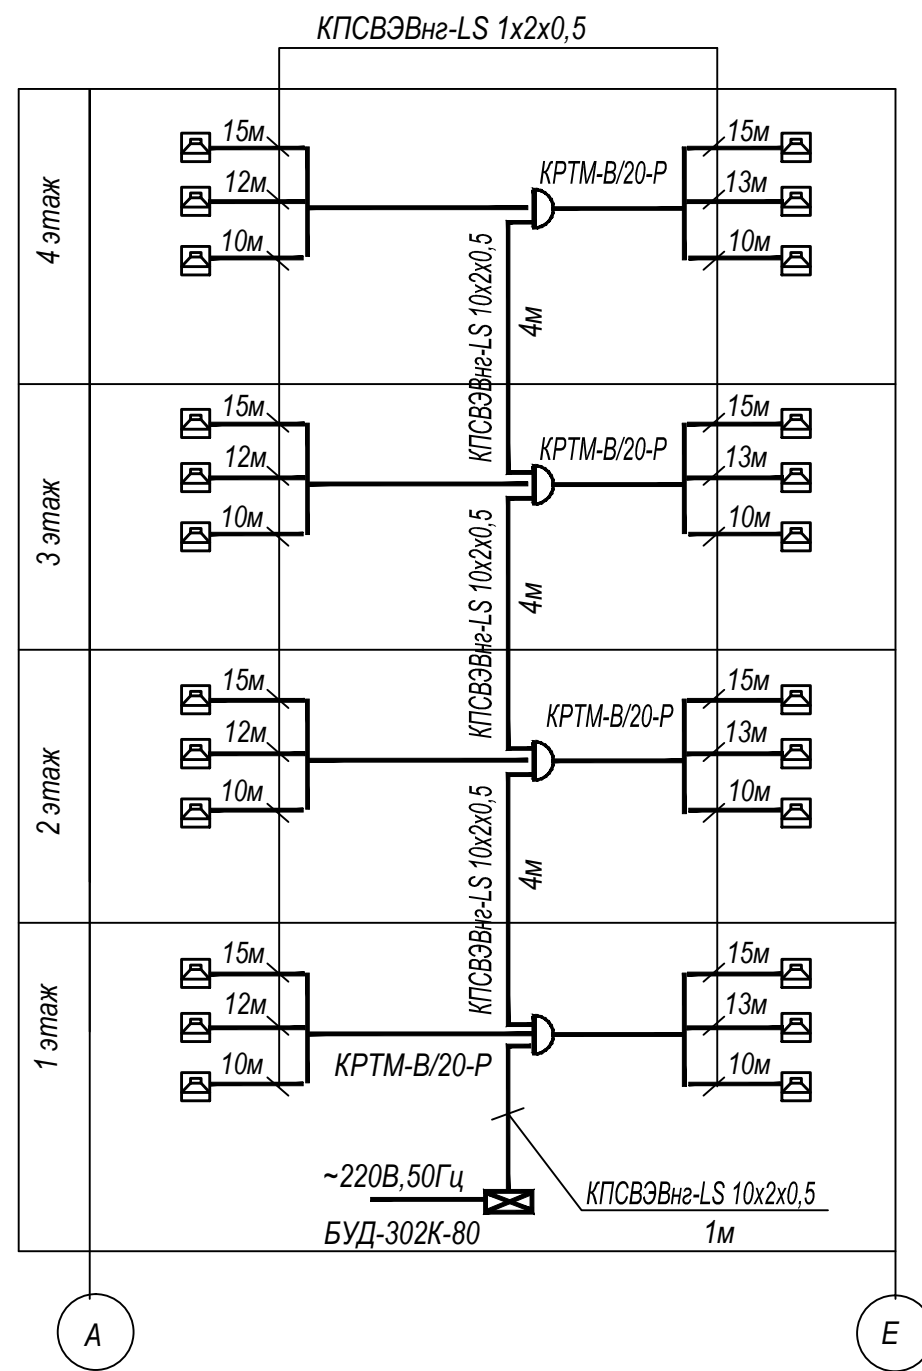 КПСВЭВнг-LS 1х2х0,5
4 этаж
15м
15м
КРТМ-В/20-Р
12м
13м
10м
10м
КПСВЭВнг-LS 10х2х0,5
4м
3 этаж
15м
15м
КРТМ-В/20-Р
12м
13м
10м
10м
КПСВЭВнг-LS 10х2х0,5
4м
2 этаж
15м
15м
КРТМ-В/20-Р
12м
13м
10м
10м
КПСВЭВнг-LS 10х2х0,5
4м
1 этаж
15м
15м
12м
13м
КРТМ-В/20-Р
10м
10м
~220В,50Гц
КПСВЭВнг-LS 10х2х0,5
БУД-302К-80
1м
А
Е